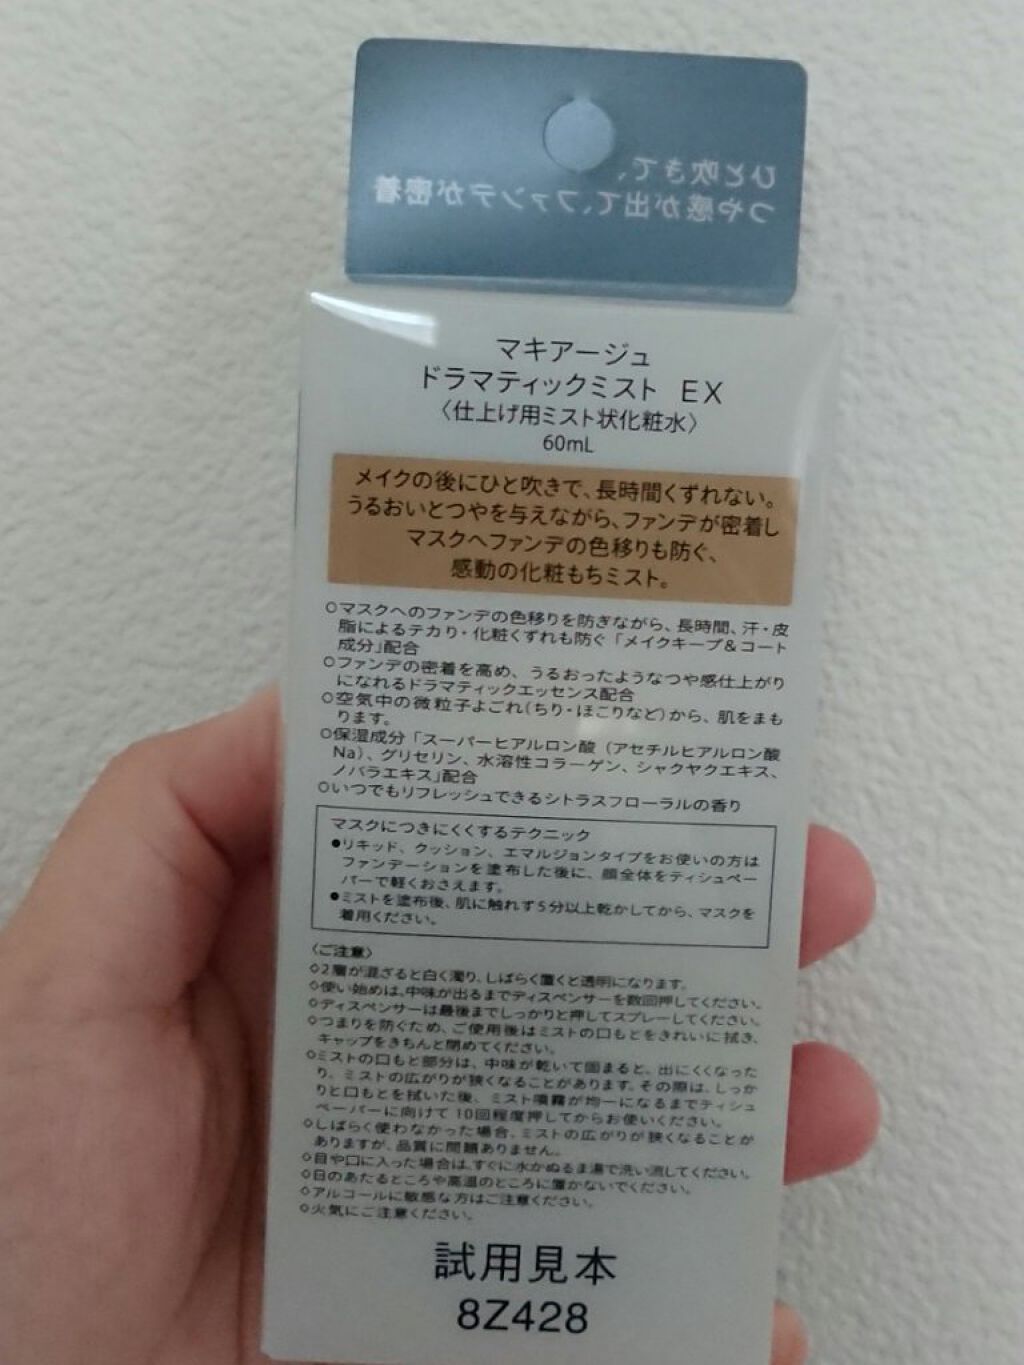 ひと吹きで、
つや感が出て、ファンデが密着
マキアージュ
ドラマティックミスト EX
〈仕上げ用ミスト状化粧水〉
60mL
メイクの後にひと吹きで、長時間くずれない。
うるおいとつやを与えながら、ファンデが密着し
マスクへファンデの色移りも防ぐ、
感動の化粧もちミスト。
○マスクへのファンデの色移りを防ぎながら、長時間、汗・皮
脂によるテカリ・化粧くずれも防ぐ「メイクキープ&コート
成分」配合
○ファンデの密着を高め、うるおったようなつや感仕上がり
になれるドラマティックエッセンス配合
○空気中の微粒子よごれ(ちり・ほこりなど)から、肌をまも
ります。
○保湿成分「スーパーヒアルロン酸（アセチルヒアルロン酸
Na）、グリセリン、水溶性コラーゲン、シャクヤクエキス、
ノバラエキス」配合
○いつでもリフレッシュできるシトラスフローラルの香り
マスクにつきにくくするテクニック
●リキッド、クッション、エマルジョンタイプをお使いの方は
ファンデーションを塗布した後に、顔全体をティシュペー
パーで軽くおさえます。
●ミストを塗布後、肌に触れず5分以上乾かしてから、マスクを
着用ください。
〈ご注意〉
◇2層が混ざると白く濁り、しばらく置くと透明になります。
◇使い始めは、中味が出るまでディスペンサーを数回押してください。
◇ディスペンサーは最後までしっかりと押してスプレーしてください。
◇つまりを防ぐため、ご使用後はミストの口もとをきれいに拭き、
キャップをきちんと閉めてください。
◇ミストの口もと部分は、中味が乾いて固まると、出にくくなった
り、ミストの広がりが狭くなることがあります。その際は、しっか
りと口もとを拭いた後、ミスト噴霧が均一になるまでティシュ
ペーパーに向けて10回程度押してからお使いください。
◇しばらく使わなかった場合、ミストの広がりが狭くなることが
ありますが、品質に問題ありません。
◇目や口に入った場合は、すぐに水かぬるま湯で洗い流してください。
◇日のあたるところや高温のところに置かないでください。
◇アルコールに敏感な方はご注意ください。
◇火気にご注意ください。
試用見本
8Z428